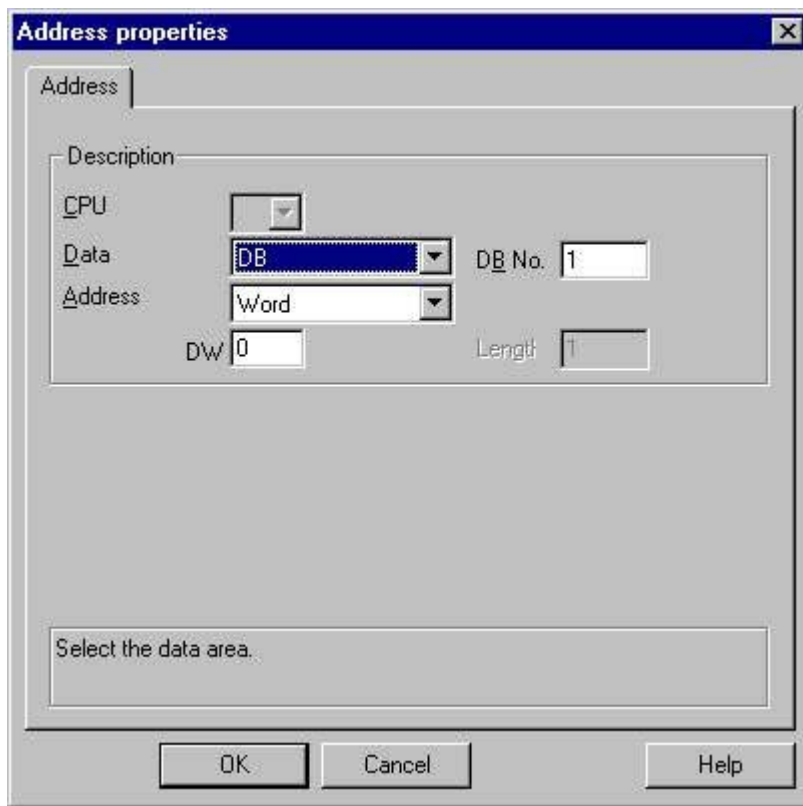 Address properties
Address
Description
CPU
Data DB DB No. 1
Address Word
DW 0 Length 1
Select the data area.
OK Cancel Help